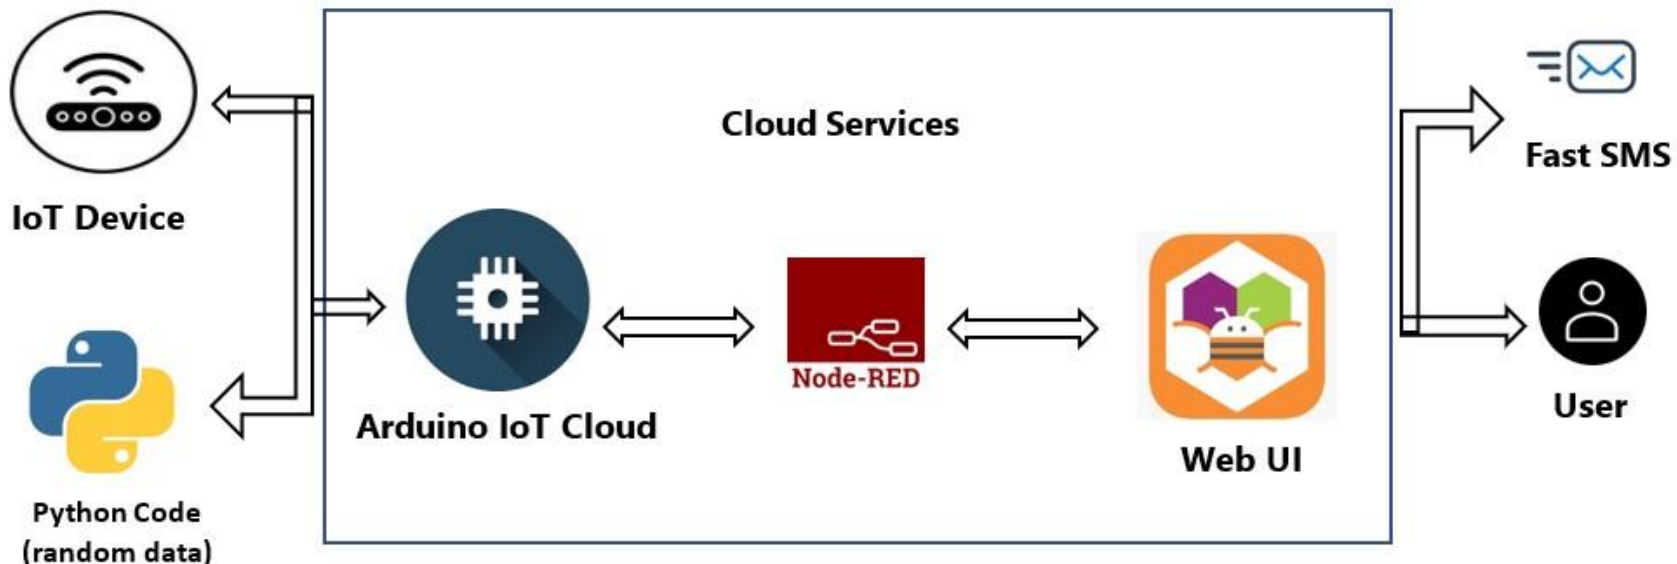 Cloud Services
IoT Device
Python Code
(random data)
Arduino IoT Cloud
Node-RED
Web UI
Fast SMS
User